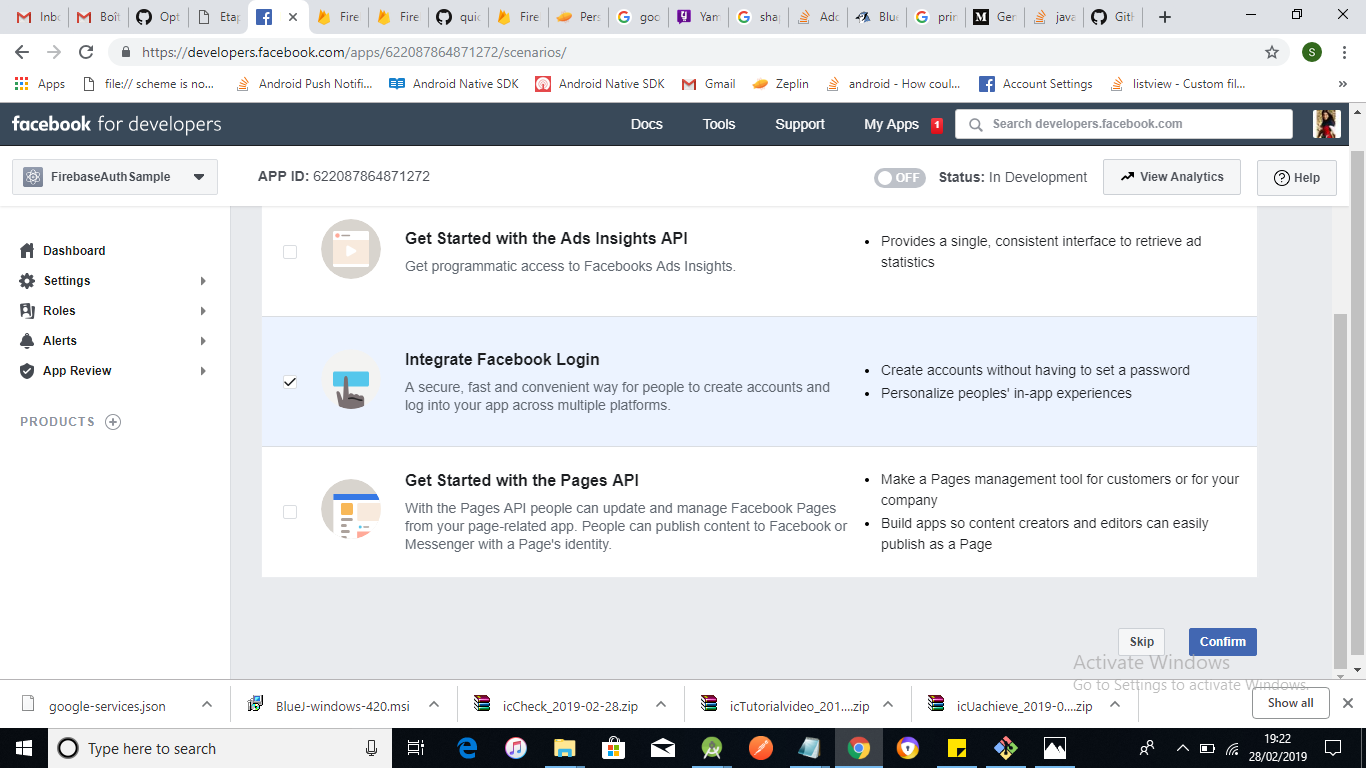 Inbo
Boît
Opt
Etap
Fire
Fire
quic
Fire
Pers
goo
Yam
sha
Add
Blue
prin
Gen
java
Gith
https://developers.facebook.com/apps/622087864871272/scenarios/
S
Apps
file:// scheme is no...
Android Push Notifi...
Android Native SDK
Android Native SDK
Gmail
Zeplin
android - How coul...
Account Settings
listview - Custom fil...
»
facebook for developers
Docs
Tools
Support
My Apps
1
Search developers.facebook.com
FirebaseAuthSample
APP ID: 622087864871272
OFF
Status: In Development
View Analytics
Help
Dashboard
Settings
Roles
Alerts
App Review
PRODUCTS
Get Started with the Ads Insights API
Get programmatic access to Facebooks Ads Insights.
• Provides a single, consistent interface to retrieve ad
statistics
Integrate Facebook Login
A secure, fast and convenient way for people to create accounts and
log into your app across multiple platforms.
• Create accounts without having to set a password
• Personalize peoples' in-app experiences
Get Started with the Pages API
With the Pages API people can update and manage Facebook Pages
from your page-related app. People can publish content to Facebook or
Messenger with a Page's identity.
• Make a Pages management tool for customers or for your
company
• Build apps so content creators and editors can easily
publish as a Page
Skip
Confirm
Activate Windows
Go to Settings to activate Windows.
google-services.json
BlueJ-windows-420.msi
icCheck_2019-02-28.zip
icTutorialvideo_201....zip
icUachieve_2019-0....zip
Show all
Type here to search
19:22
28/02/2019